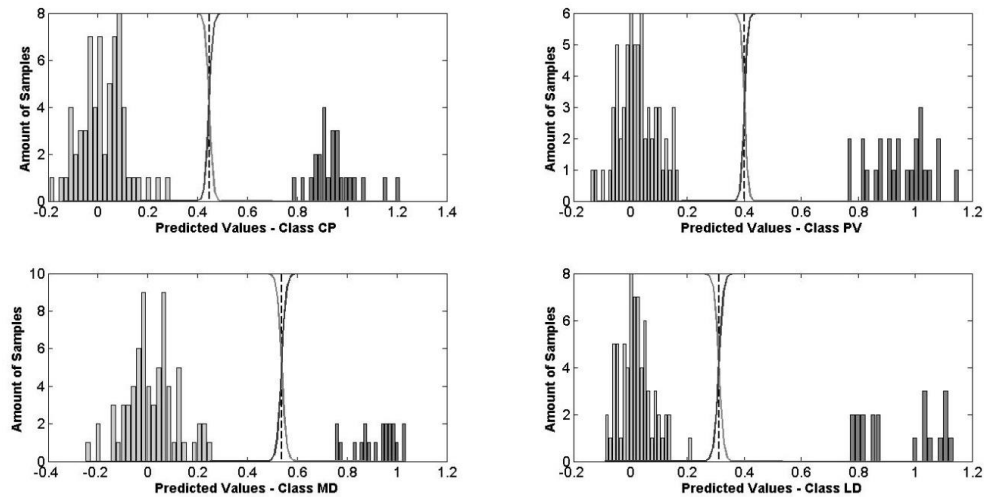 8
6
4
2
0
-0.2 0 0.2 0.4 0.6 0.8 1 1.2 1.4
Amount of Samples
Predicted Values - Class CP
6
5
4
3
2
1
0
-0.2 0 0.2 0.4 0.6 0.8 1 1.2
Amount of Samples
Predicted Values - Class PV
10
8
6
4
2
0
-0.4 -0.2 0 0.2 0.4 0.6 0.8 1 1.2
Amount of Samples
Predicted Values - Class MD
8
6
4
2
0
-0.2 0 0.2 0.4 0.6 0.8 1 1.2
Amount of Samples
Predicted Values - Class LD